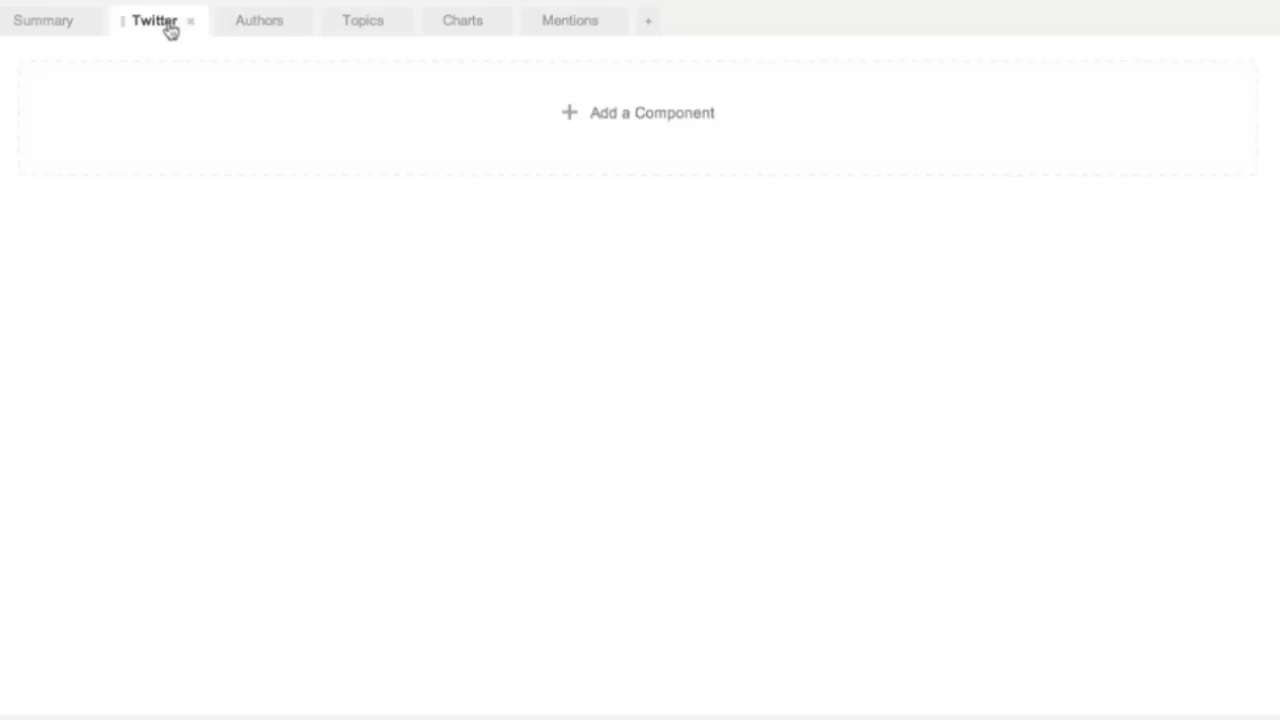 Summary Twitter × Authors Topics Charts Mentions +
+ Add a Component